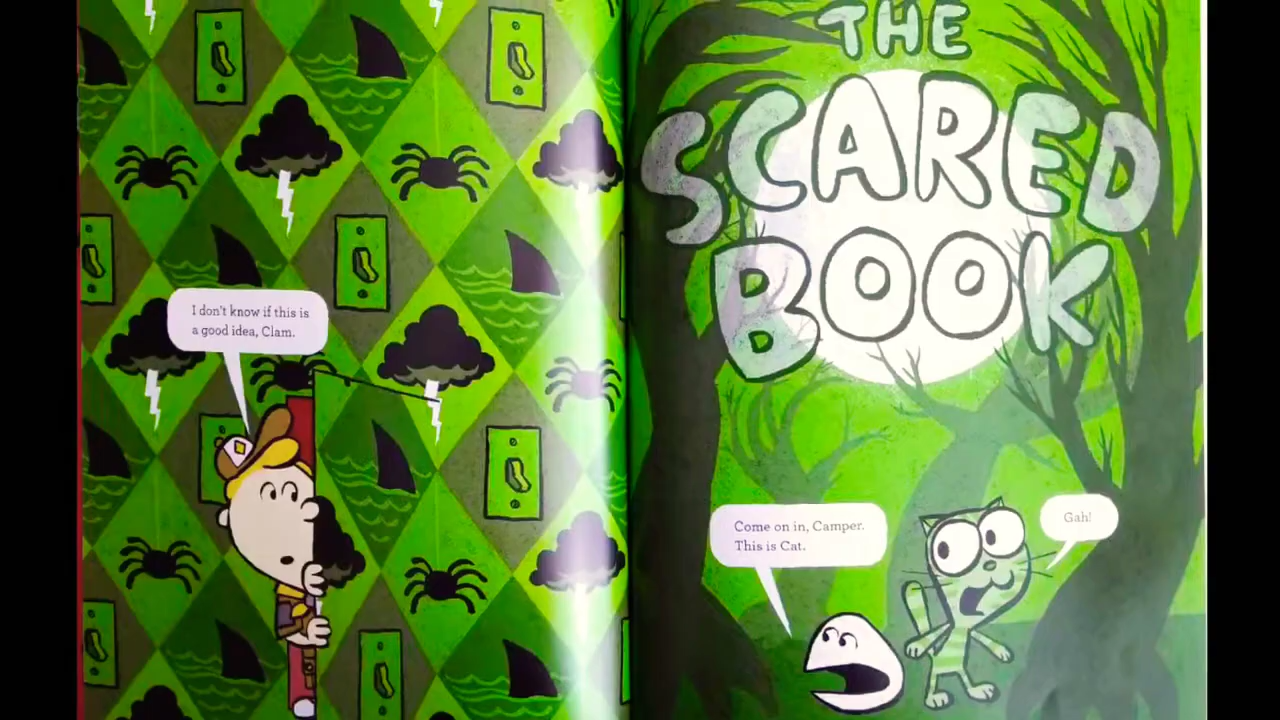 I don't know if this is
a good idea, Clam.
THE
SCARED
BOOK
Come on in, Camper.
This is Cat.
Gah!